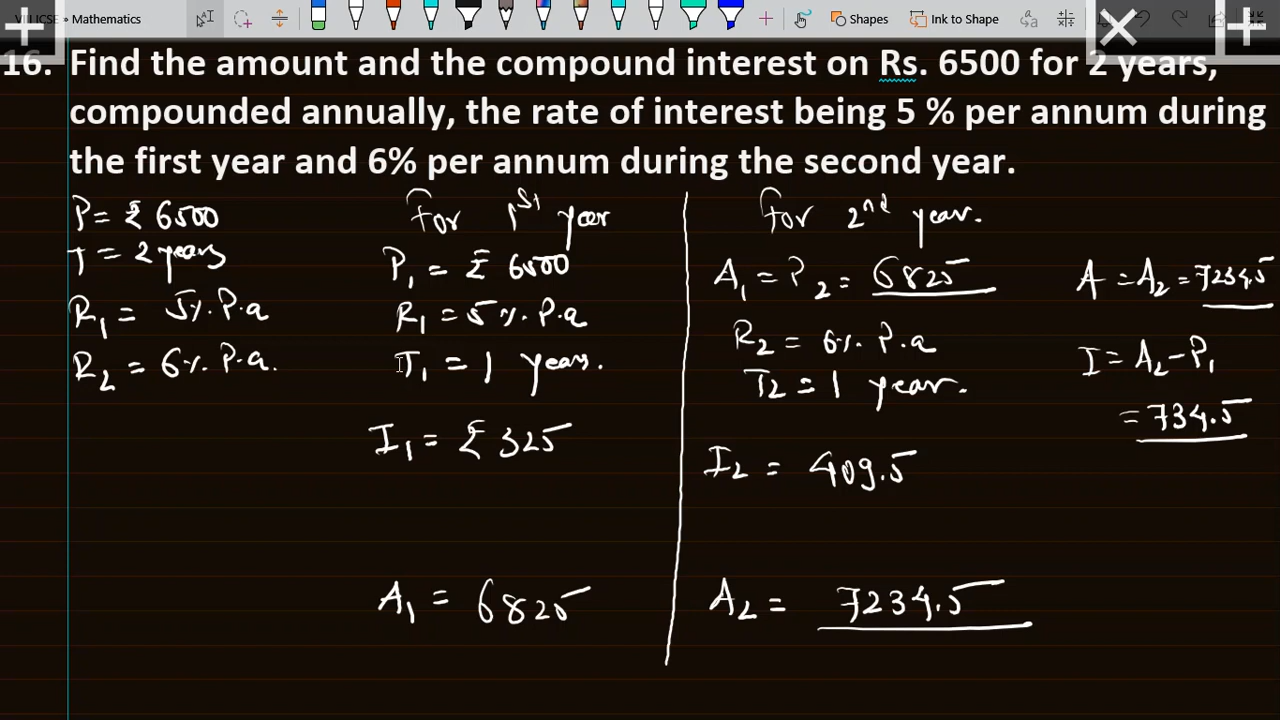 VII ICSE » Mathematics
Shapes
Ink to Shape
16. Find the amount and the compound interest on Rs. 6500 for 2 years,
compounded annually, the rate of interest being 5 % per annum during
the first year and 6% per annum during the second year.
P = ₹ 6500
T = 2 years
R₁ = 5%. P.a
R₂ = 6%. P.a.
For 1st year
P₁ = ₹ 6500
R₁ = 5%. P.a
T₁ = 1 years.
I₁ = ₹ 325
A₁ = 6825
For 2nd year.
A₁ = P₂ = 6825
R₂ = 6%. P.a
T₂ = 1 year.
I₂ = 409.5
A₂ = 7234.5
A = A₂ = 7234.5
I = A₂ - P₁
= 734.5